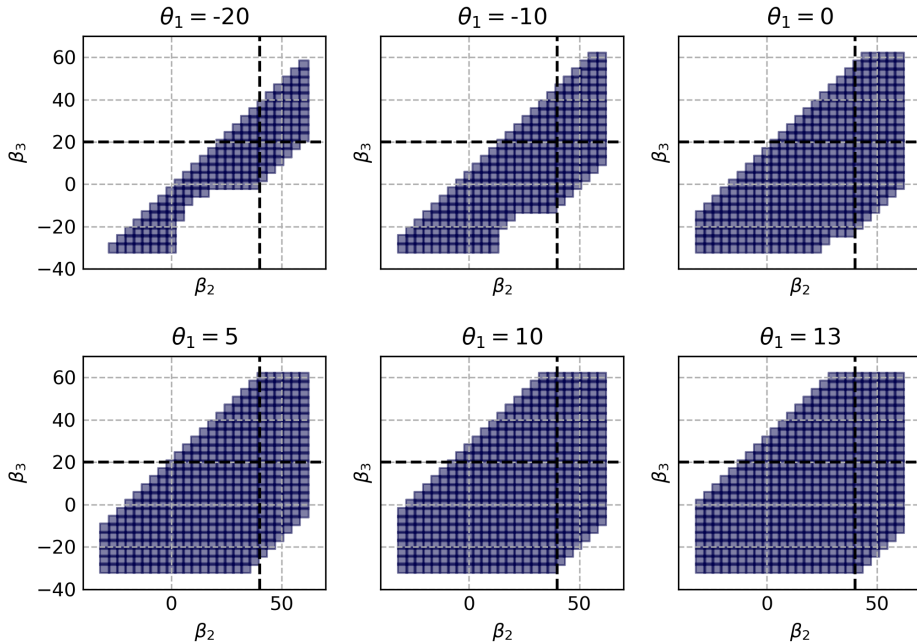 θ₁ = -20
θ₁ = -10
θ₁ = 0
60
40
20
0
−20
−40
β₃
β₃
β₃
β₂
β₂
β₂
θ₁ = 5
θ₁ = 10
θ₁ = 13
60
40
20
0
−20
−40
β₃
β₃
β₃
0 50
0 50
0 50
β₂
β₂
β₂